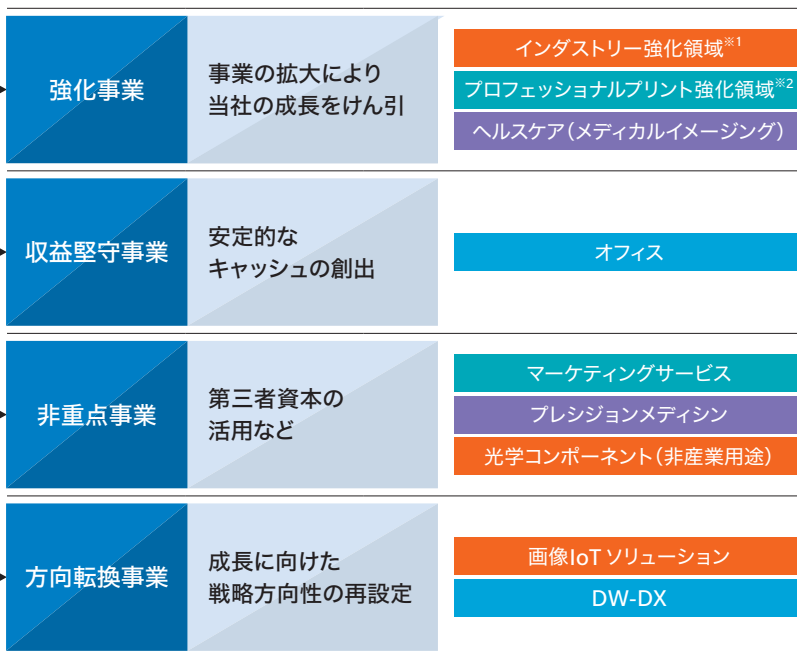 強化事業
事業の拡大により
当社の成長をけん引
インダストリー強化領域※1
プロフェッショナルプリント強化領域※2
ヘルスケア（メディカルイメージング）
収益堅守事業
安定的な
キャッシュの創出
オフィス
非重点事業
第三者資本の
活用など
マーケティングサービス
プレシジョンメディシン
光学コンポーネント（非産業用途）
方向転換事業
成長に向けた
戦略方向性の再設定
画像IoTソリューション
DW-DX